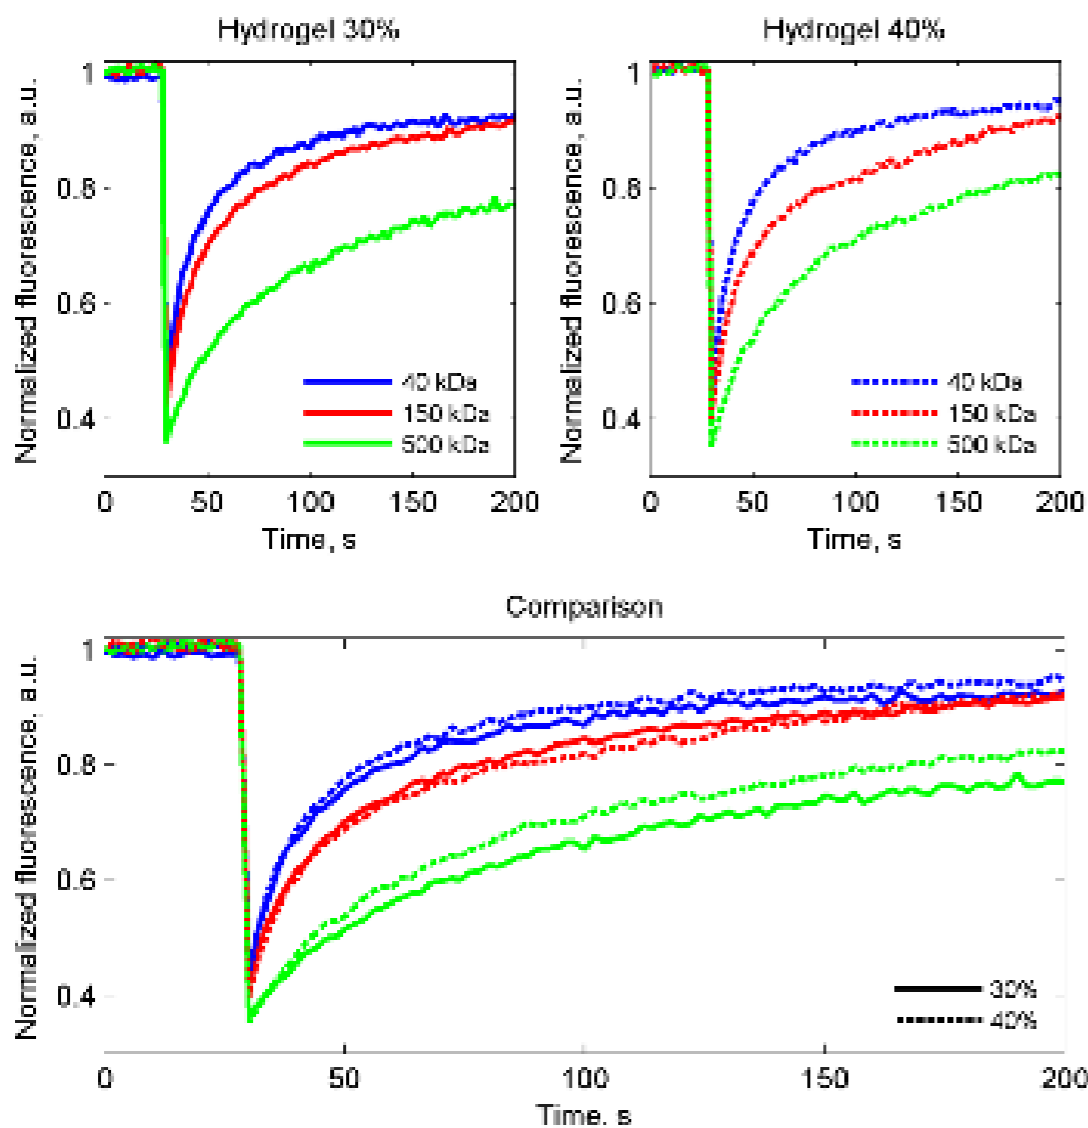 Hydrogel 30%
Normalized fluorescence, a.u.
1
0.8
0.6
0.4
40 kDa
150 kDa
500 kDa
0 50 100 150 200
Time, s
Hydrogel 40%
Normalized fluorescence, a.u.
1
0.8
0.6
0.4
40 kDa
150 kDa
500 kDa
0 50 100 150 200
Time, s
Comparison
Normalized fluorescence, a.u.
1
0.8
0.6
0.4
30%
40%
0 50 100 150 200
Time, s